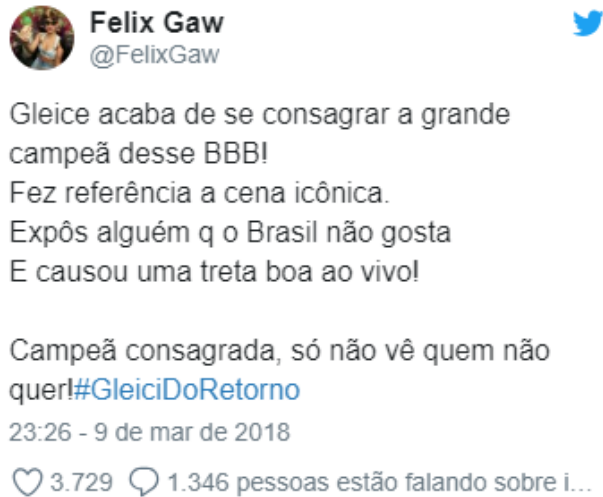 Felix Gaw
@FelixGaw
Gleice acaba de se consagrar a grande
campeã desse BBB!
Fez referência a cena icônica.
Expôs alguém q o Brasil não gosta
E causou uma treta boa ao vivo!
Campeã consagrada, só não vê quem não
quer!#GleiciDoRetorno
23:26 - 9 de mar de 2018
3.729 1.346 pessoas estão falando sobre i...